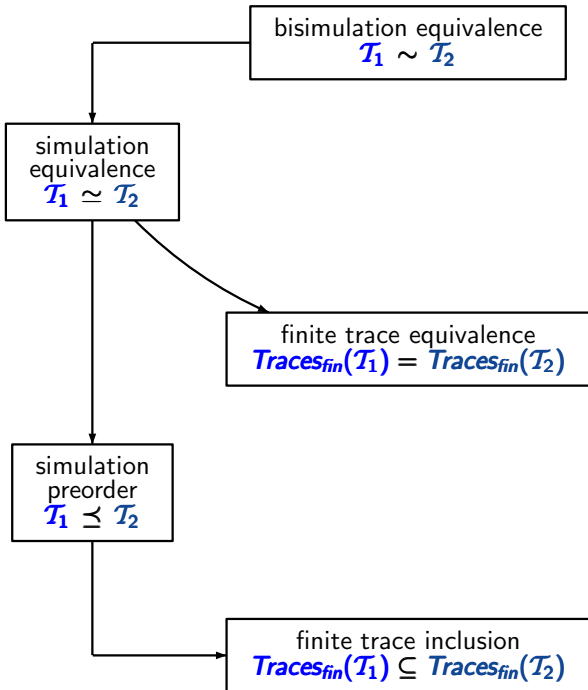 bisimulation equivalence
𝒯₁ ∼ 𝒯₂
simulation
equivalence
𝒯₁ ≃ 𝒯₂
finite trace equivalence
Traces_fin(𝒯₁) = Traces_fin(𝒯₂)
simulation
preorder
𝒯₁ ⪯ 𝒯₂
finite trace inclusion
Traces_fin(𝒯₁) ⊆ Traces_fin(𝒯₂)